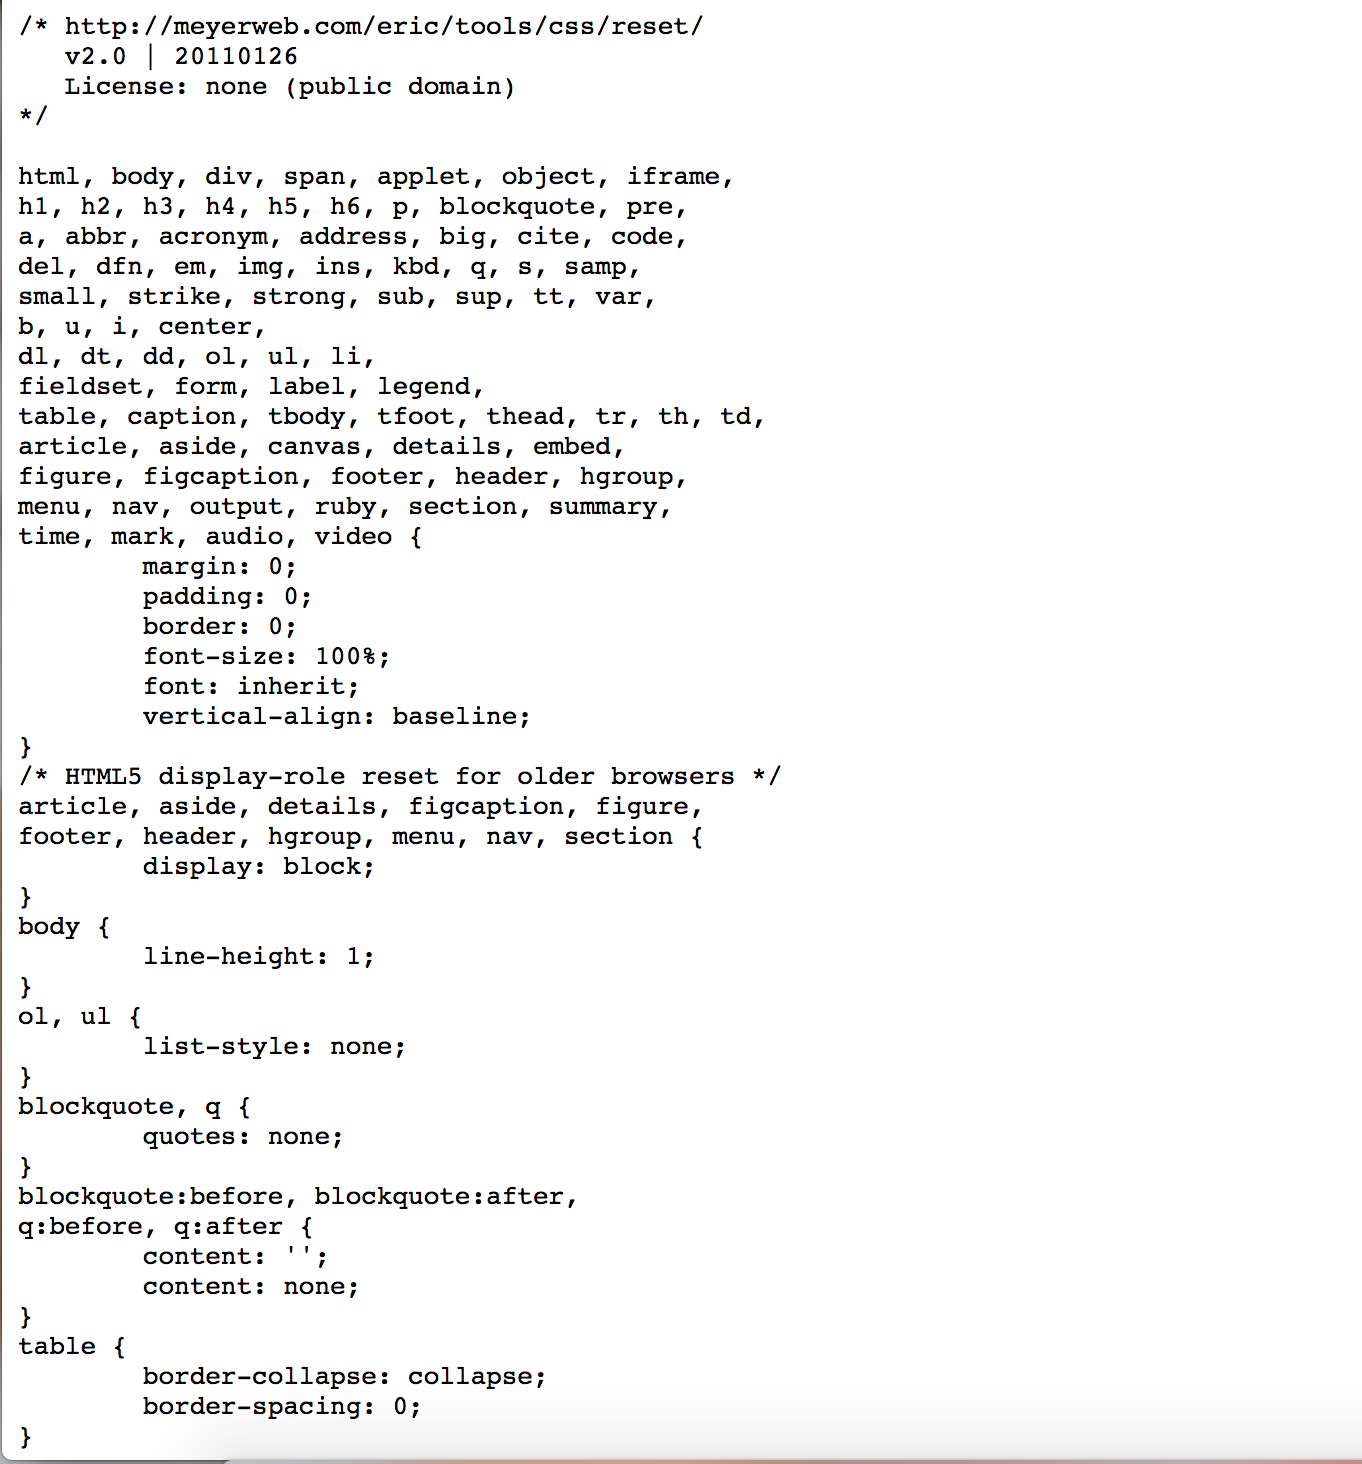 /* http://meyerweb.com/eric/tools/css/reset/
   v2.0 | 20110126
   License: none (public domain)
*/

html, body, div, span, applet, object, iframe,
h1, h2, h3, h4, h5, h6, p, blockquote, pre,
a, abbr, acronym, address, big, cite, code,
del, dfn, em, img, ins, kbd, q, s, samp,
small, strike, strong, sub, sup, tt, var,
b, u, i, center,
dl, dt, dd, ol, ul, li,
fieldset, form, label, legend,
table, caption, tbody, tfoot, thead, tr, th, td,
article, aside, canvas, details, embed,
figure, figcaption, footer, header, hgroup,
menu, nav, output, ruby, section, summary,
time, mark, audio, video {
        margin: 0;
        padding: 0;
        border: 0;
        font-size: 100%;
        font: inherit;
        vertical-align: baseline;
}
/* HTML5 display-role reset for older browsers */
article, aside, details, figcaption, figure,
footer, header, hgroup, menu, nav, section {
        display: block;
}
body {
        line-height: 1;
}
ol, ul {
        list-style: none;
}
blockquote, q {
        quotes: none;
}
blockquote:before, blockquote:after,
q:before, q:after {
        content: '';
        content: none;
}
table {
        border-collapse: collapse;
        border-spacing: 0;
}